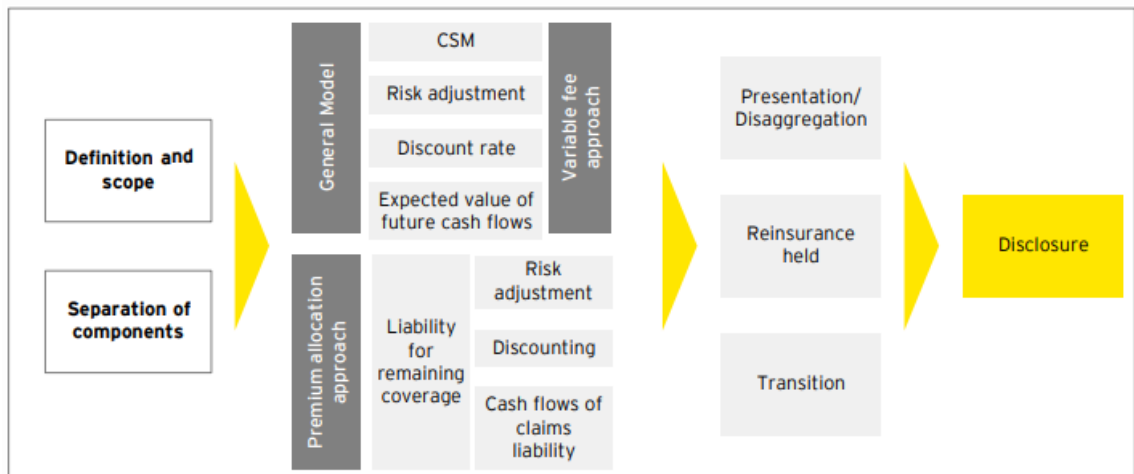 Definition and
scope
Separation of
components
General Model
CSM
Risk adjustment
Discount rate
Expected value of
future cash flows
Variable fee
approach
Premium allocation
approach
Liability
for
remaining
coverage
Risk
adjustment
Discounting
Cash flows of
claims
liability
Presentation/
Disaggregation
Reinsurance
held
Transition
Disclosure